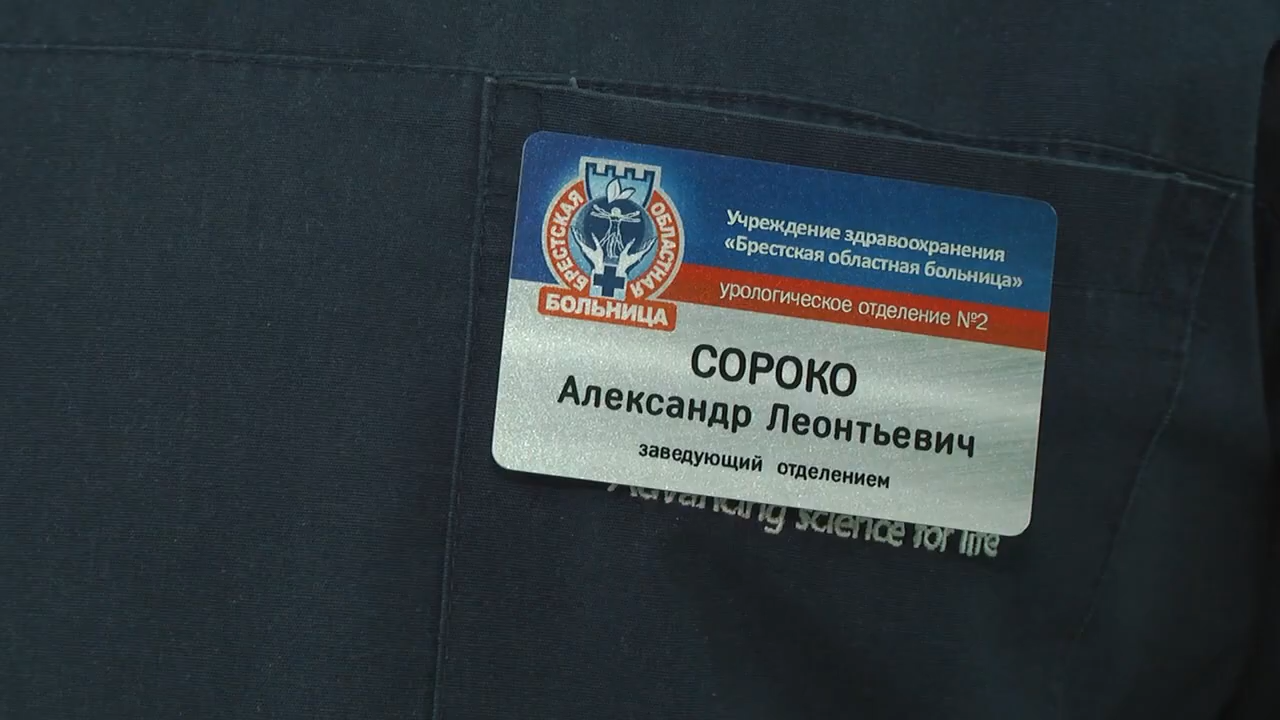 БРЕСТСКАЯ ОБЛАСТНАЯ
БОЛЬНИЦА
Учреждение здравоохранения
«Брестская областная больница»
урологическое отделение №2
СОРОКО
Александр Леонтьевич
заведующий отделением
Advancing science for life